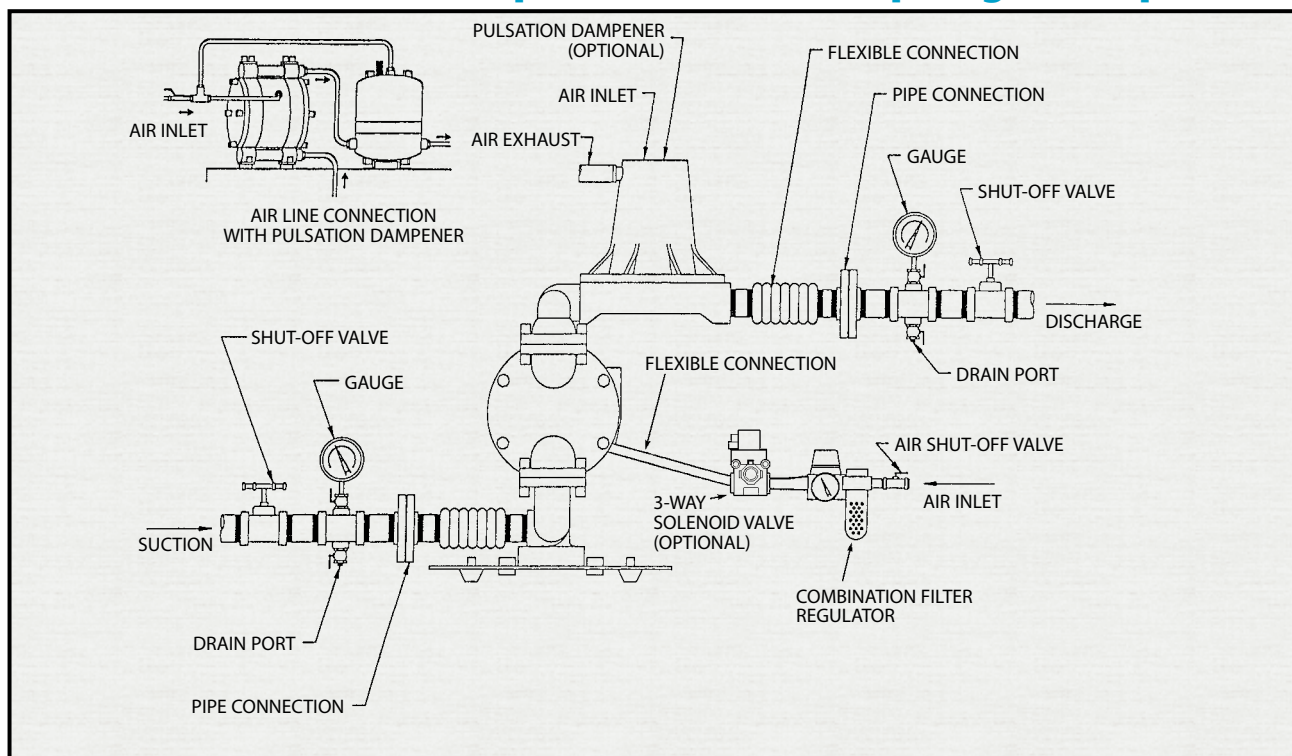 PULSATION DAMPENER
(OPTIONAL)
FLEXIBLE CONNECTION
AIR INLET
PIPE CONNECTION
AIR INLET
AIR EXHAUST
GAUGE
SHUT-OFF VALVE
AIR LINE CONNECTION
WITH PULSATION DAMPENER
DISCHARGE
SHUT-OFF VALVE
FLEXIBLE CONNECTION
DRAIN PORT
GAUGE
AIR SHUT-OFF VALVE
AIR INLET
3-WAY
SOLENOID VALVE
(OPTIONAL)
SUCTION
COMBINATION FILTER
REGULATOR
DRAIN PORT
PIPE CONNECTION